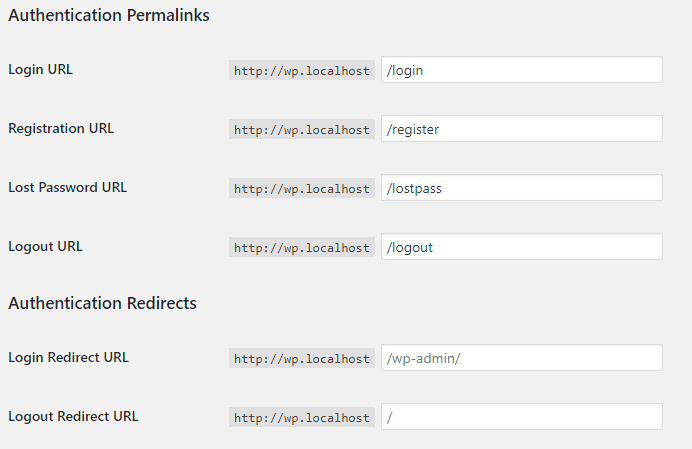 Authentication Permalinks
Login URL http://wp.localhost /login
Registration URL http://wp.localhost /register
Lost Password URL http://wp.localhost /lostpass
Logout URL http://wp.localhost /logout
Authentication Redirects
Login Redirect URL http://wp.localhost /wp-admin/
Logout Redirect URL http://wp.localhost /